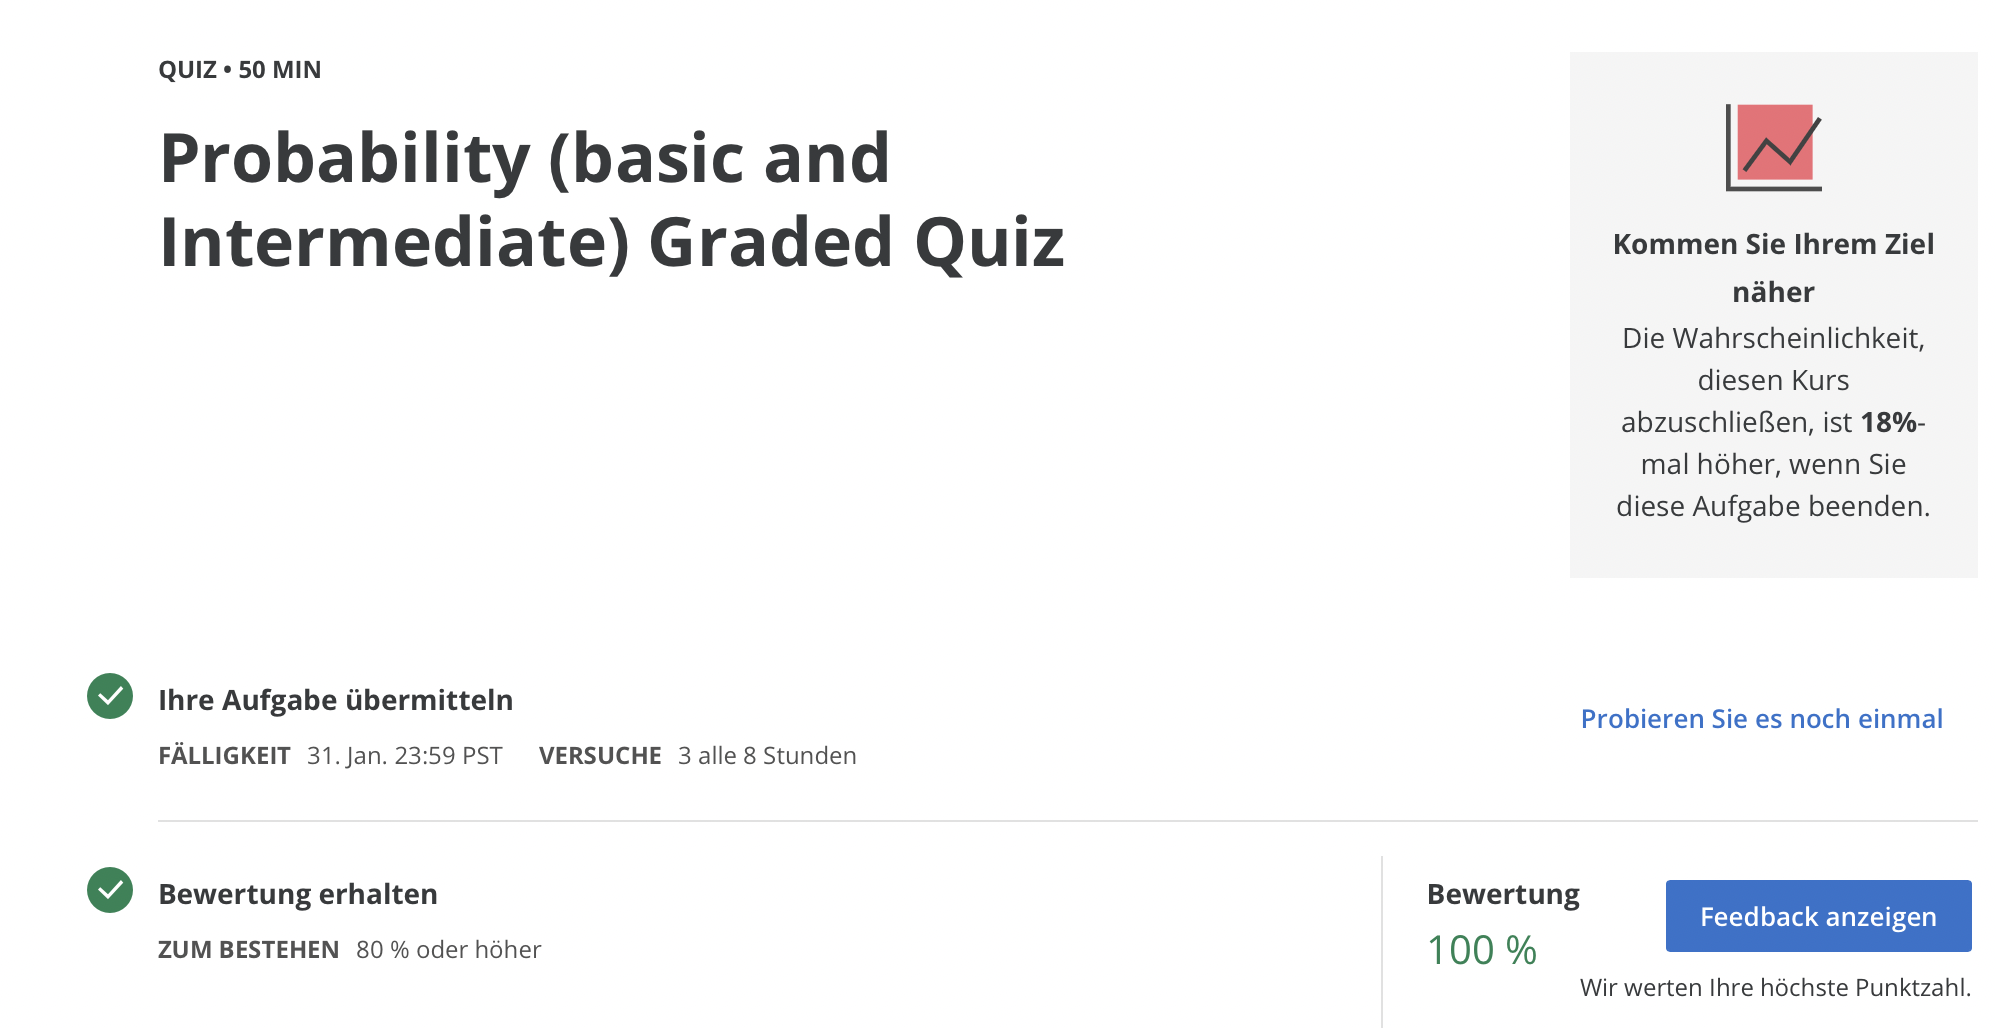 QUIZ • 50 MIN
Probability (basic and
Intermediate) Graded Quiz
Kommen Sie Ihrem Ziel
näher
Die Wahrscheinlichkeit,
diesen Kurs
abzuschließen, ist 18%-
mal höher, wenn Sie
diese Aufgabe beenden.
Ihre Aufgabe übermitteln
FÄLLIGKEIT 31. Jan. 23:59 PST VERSUCHE 3 alle 8 Stunden
Probieren Sie es noch einmal
Bewertung erhalten
ZUM BESTEHEN 80 % oder höher
Bewertung
100 %
Feedback anzeigen
Wir werten Ihre höchste Punktzahl.